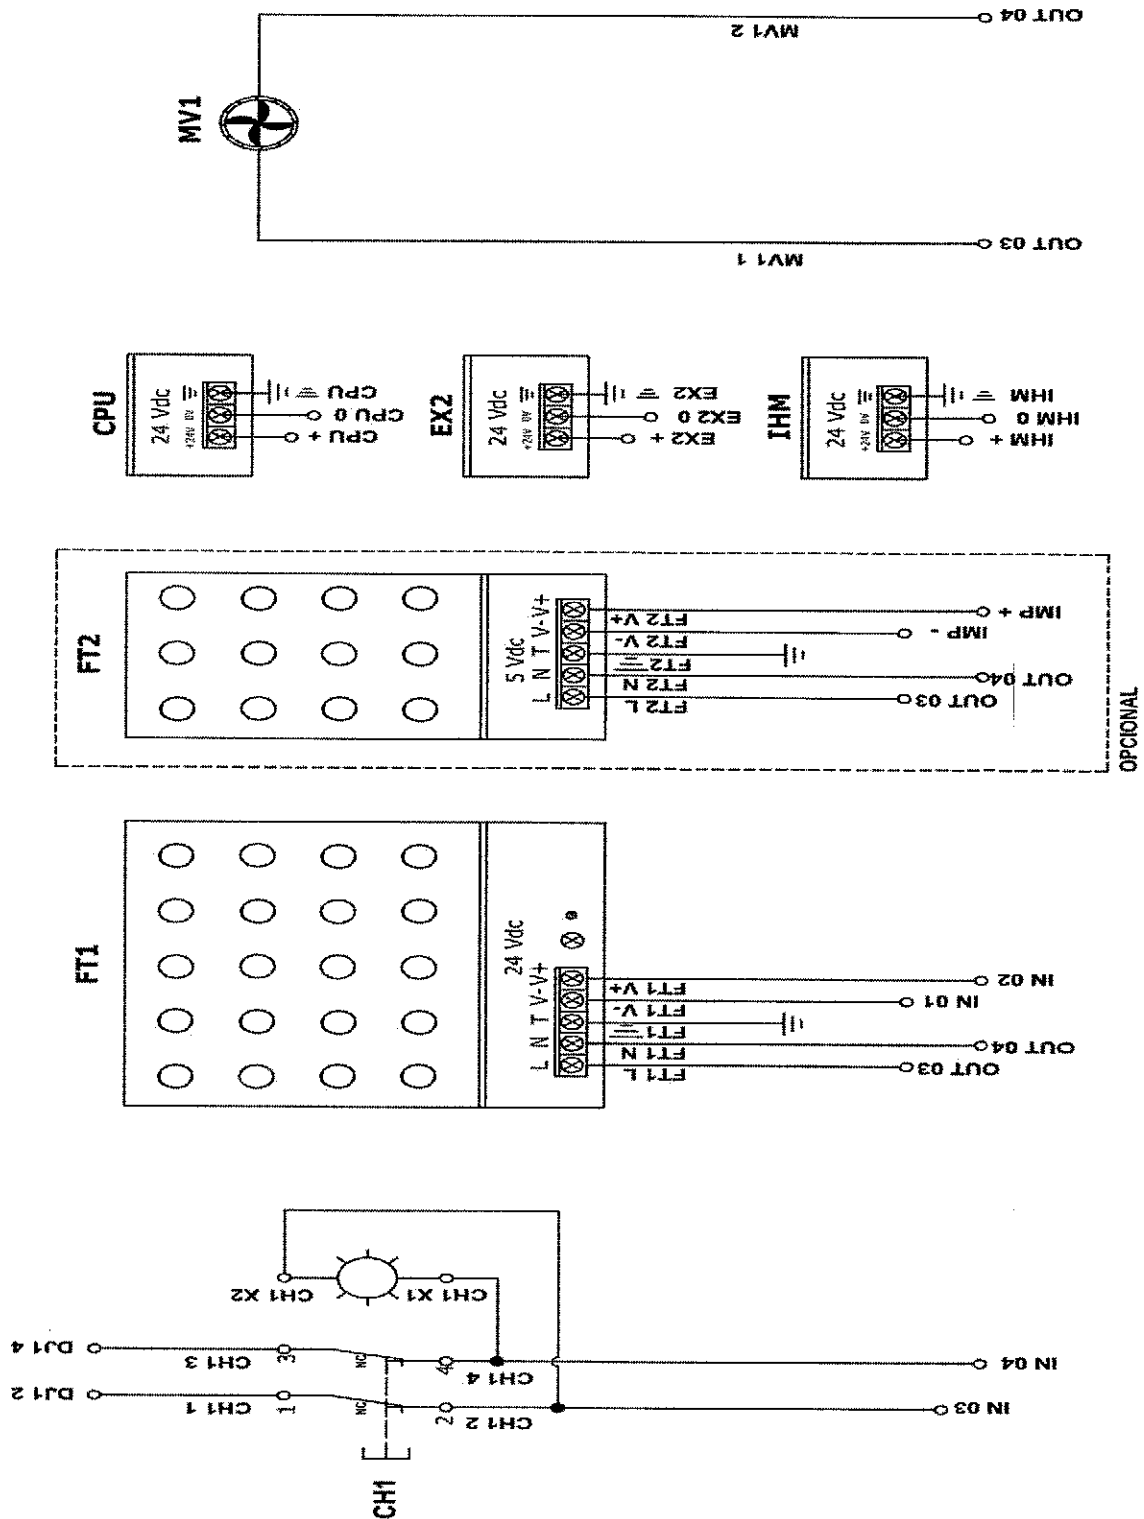 OUT 04
MV1 2
MV1
OUT 03
MV1 1
CPU
24 Vdc
+24V 0V
CPU +
CPU 0
CPU
EX2
24 Vdc
+24V 0V
EX2 +
EX2 0
EX2
IHM
24 Vdc
+24V 0V
IHM +
IHM 0
IHM
FT2
5 Vdc
L N T V- V+
FT2 L
FT2 N
FT2
FT2 V-
FT2 V+
OUT 03
OUT 04
IMP -
IMP +
OPCIONAL
FT1
24 Vdc
L N T V- V+
FT1 L
FT1 N
FT1
FT1 V-
FT1 V+
OUT 03
OUT 04
IN 01
IN 02
CH1
DJ1 2
DJ1 4
CH1 1
CH1 3
1
3
NC
NC
2
4
CH1 2
CH1 4
CH1 X2
CH1 X1
IN 03
IN 04